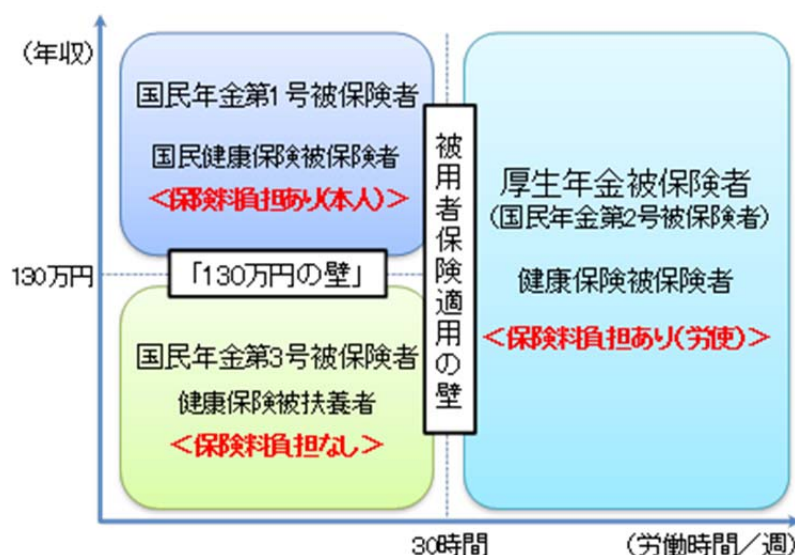 (年収)
国民年金第1号被保険者
国民健康保険被保険者
<保険料負担あり(本人)>
130万円
「130万円の壁」
国民年金第3号被保険者
健康保険被扶養者
<保険料負担なし>
被用者保険適用の壁
厚生年金被保険者
(国民年金第2号被保険者)
健康保険被保険者
<保険料負担あり(労使)>
30時間
(労働時間/週)